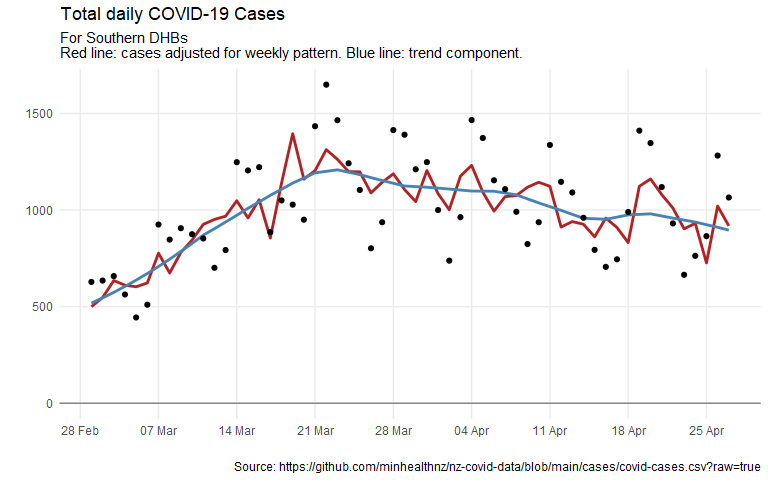 Total daily COVID-19 Cases
For Southern DHBs
Red line: cases adjusted for weekly pattern. Blue line: trend component.
1500
1000
500
0
28 Feb 07 Mar 14 Mar 21 Mar 28 Mar 04 Apr 11 Apr 18 Apr 25 Apr
Source: https://github.com/minhealthnz/nz-covid-data/blob/main/cases/covid-cases.csv?raw=true